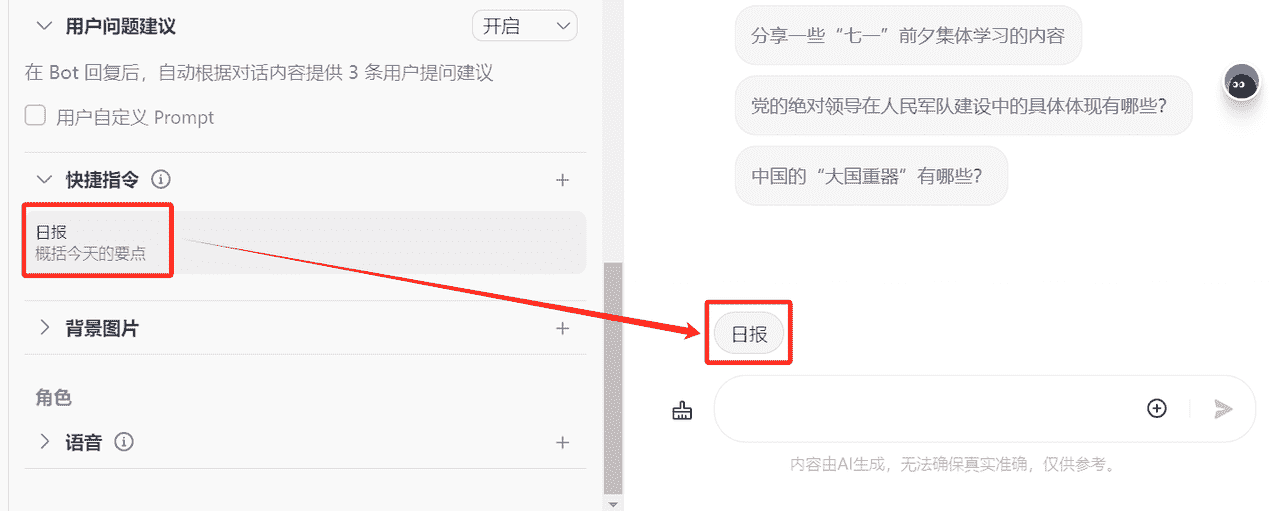 用户问题建议
开启
在 Bot 回复后，自动根据对话内容提供 3 条用户提问建议
用户自定义 Prompt
快捷指令
日报
概括今天的要点
背景图片
角色
语音
分享一些“七一”前夕集体学习的内容
党的绝对领导在人民军队建设中的具体体现有哪些？
中国的“大国重器”有哪些？
日报
内容由AI生成，无法确保真实准确，仅供参考。